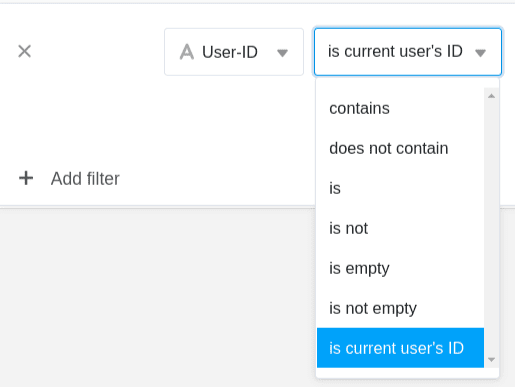 User-ID
is current user's ID
contains
does not contain
is
Add filter
is not
is empty
is not empty
is current user's ID